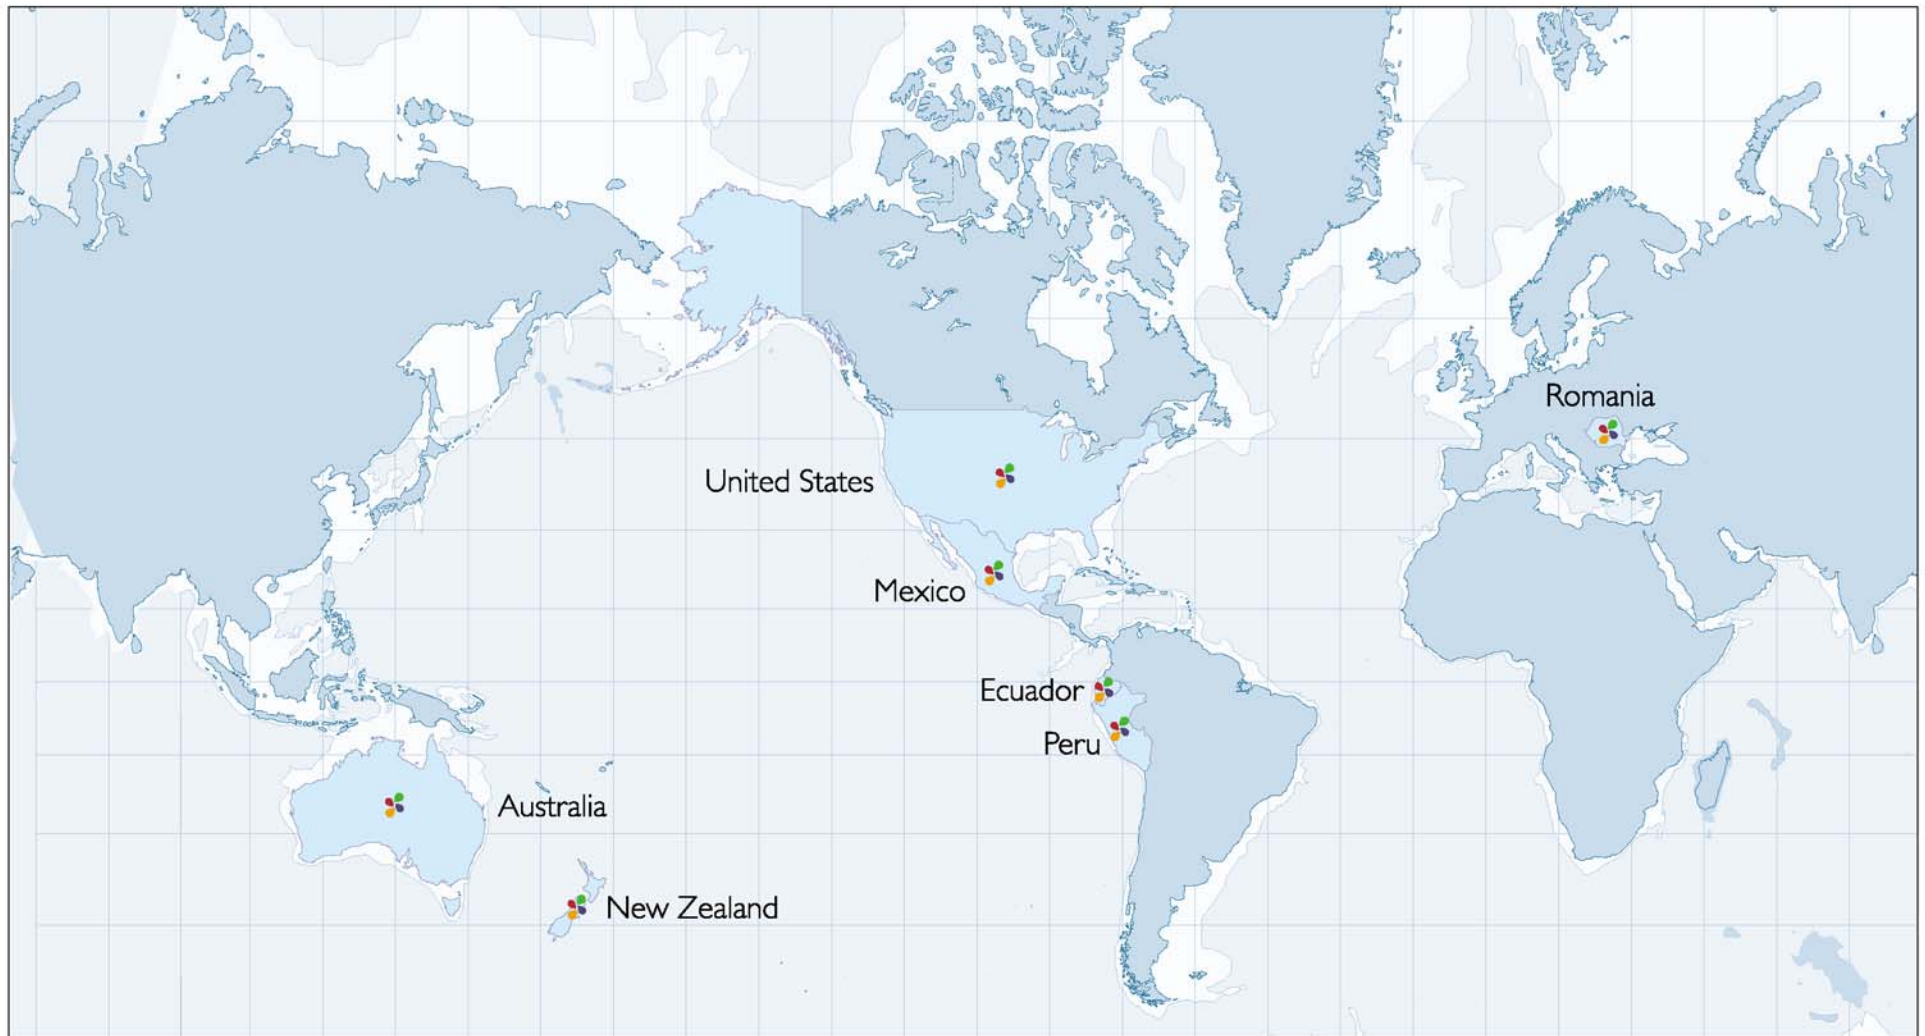 Romania
United States
Mexico
Ecuador
Peru
Australia
New Zealand